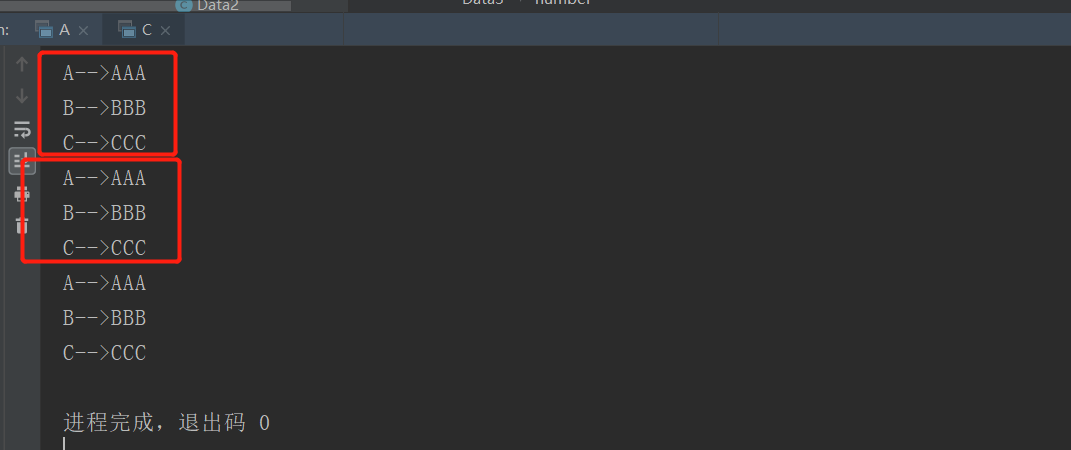 Data2
Data3 number
n: A C
A-->AAA
B-->BBB
C-->CCC
A-->AAA
B-->BBB
C-->CCC
A-->AAA
B-->BBB
C-->CCC
进程完成，退出码 0